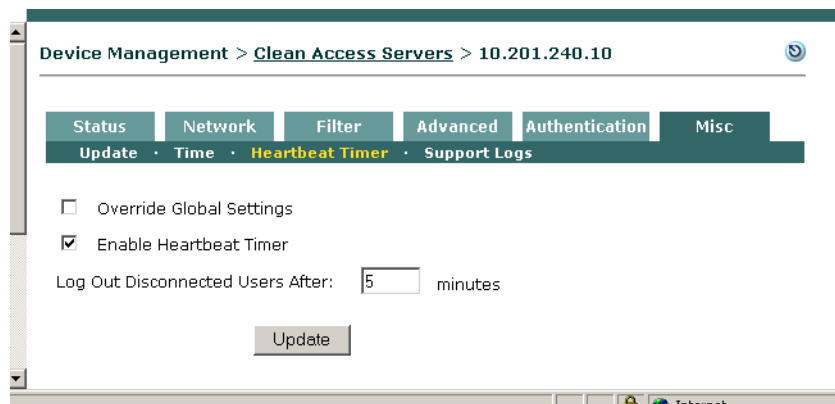 Device Management > Clean Access Servers > 10.201.240.10
Status Network Filter Advanced Authentication Misc
Update · Time · Heartbeat Timer · Support Logs
Override Global Settings
Enable Heartbeat Timer
Log Out Disconnected Users After: 5 minutes
Update
Internet